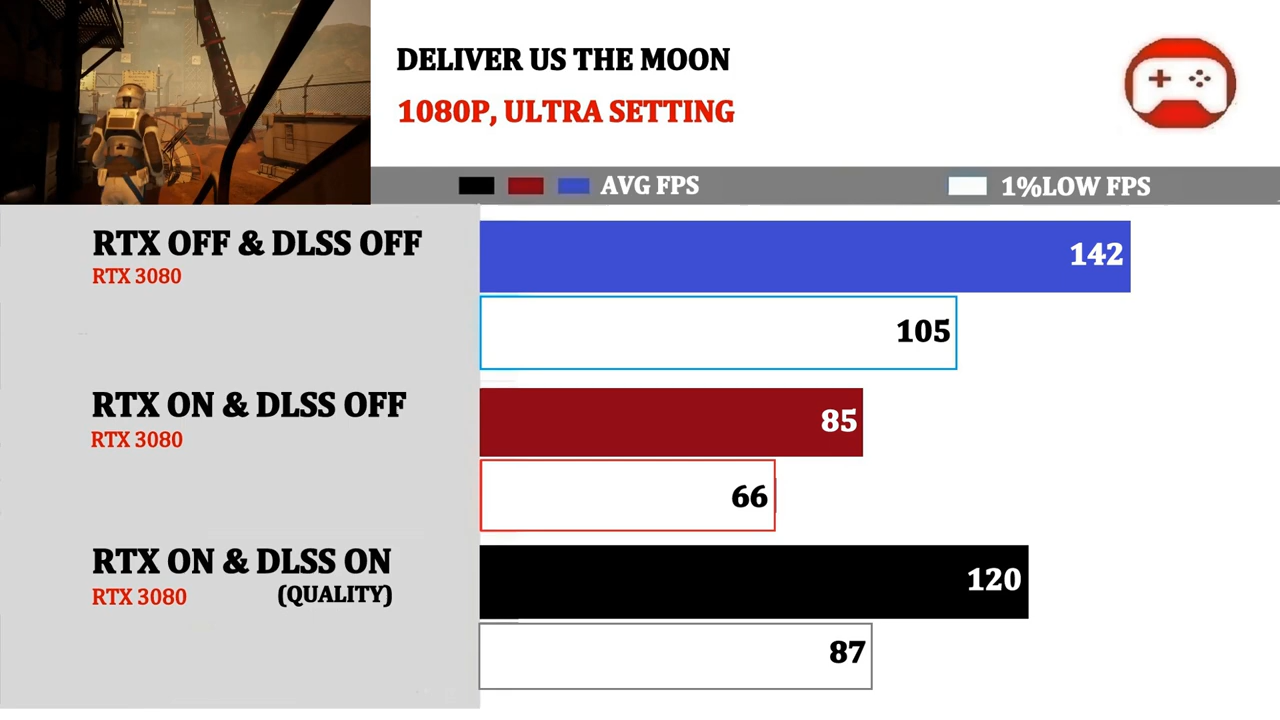 DELIVER US THE MOON
1080P, ULTRA SETTING
AVG FPS
1%LOW FPS
RTX OFF & DLSS OFF
RTX 3080
142
105
RTX ON & DLSS OFF
RTX 3080
85
66
RTX ON & DLSS ON
(QUALITY)
RTX 3080
120
87